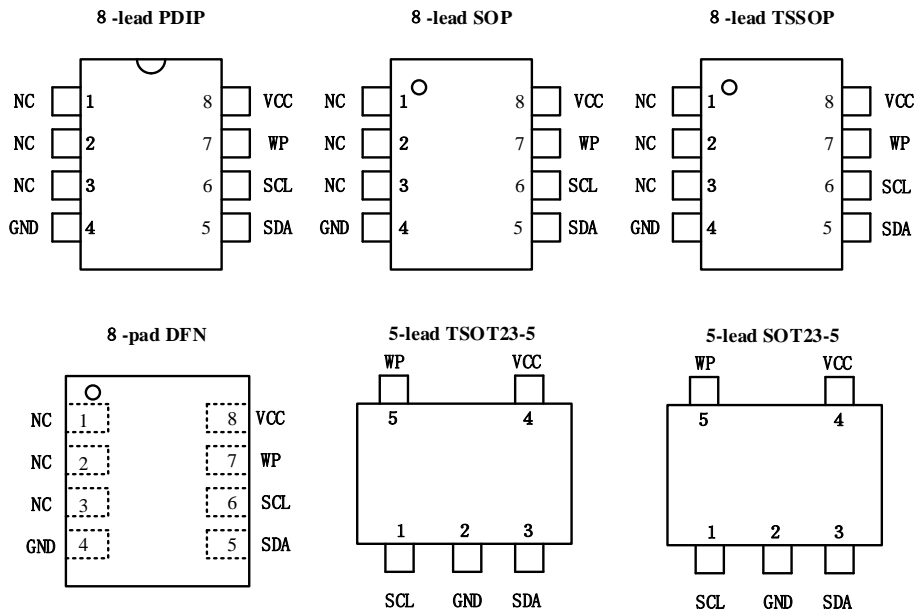 8 -lead PDIP 8 -lead SOP 8 -lead TSSOP
NC 1 8 VCC NC 1 8 VCC NC 1 8 VCC
NC 2 7 WP NC 2 7 WP NC 2 7 WP
NC 3 6 SCL NC 3 6 SCL NC 3 6 SCL
GND 4 5 SDA GND 4 5 SDA GND 4 5 SDA
8 -pad DFN 5-lead TSOT23-5 5-lead SOT23-5
WP VCC WP VCC
NC 1 8 VCC 5 4 5 4
NC 2 7 WP
NC 3 6 SCL
GND 4 5 SDA 1 2 3 1 2 3
SCL GND SDA SCL GND SDA